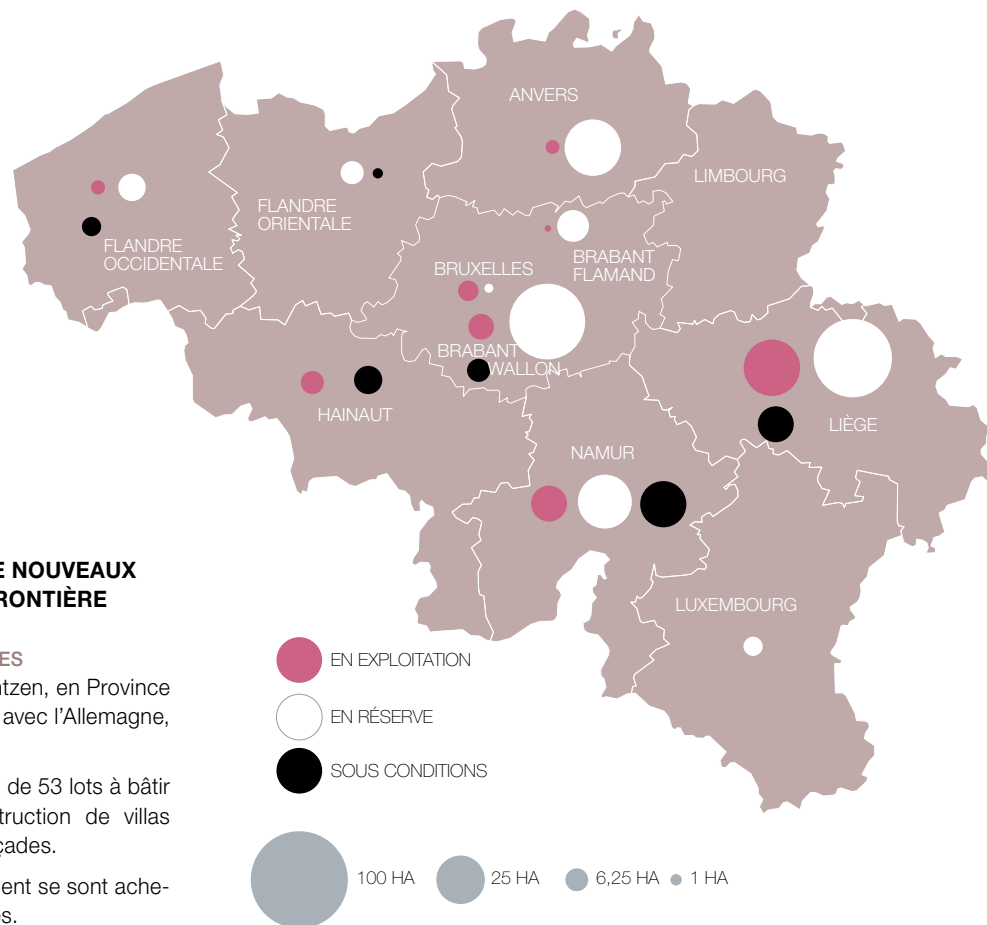 ANVERS
LIMBOURG
FLANDRE
ORIENTALE
FLANDRE
OCCIDENTALE
BRABANT
FLAMAND
BRUXELLES
BRABANT
WALLON
HAINAUT
LIÈGE
NAMUR
LUXEMBOURG
E NOUVEAUX
RONTIÈRE
ES
ntzen, en Province
avec l’Allemagne,
de 53 lots à bâtir
truction de villas
çades.
ent se sont ache-
es.
EN EXPLOITATION
EN RÉSERVE
SOUS CONDITIONS
100 HA
25 HA
6,25 HA
1 HA